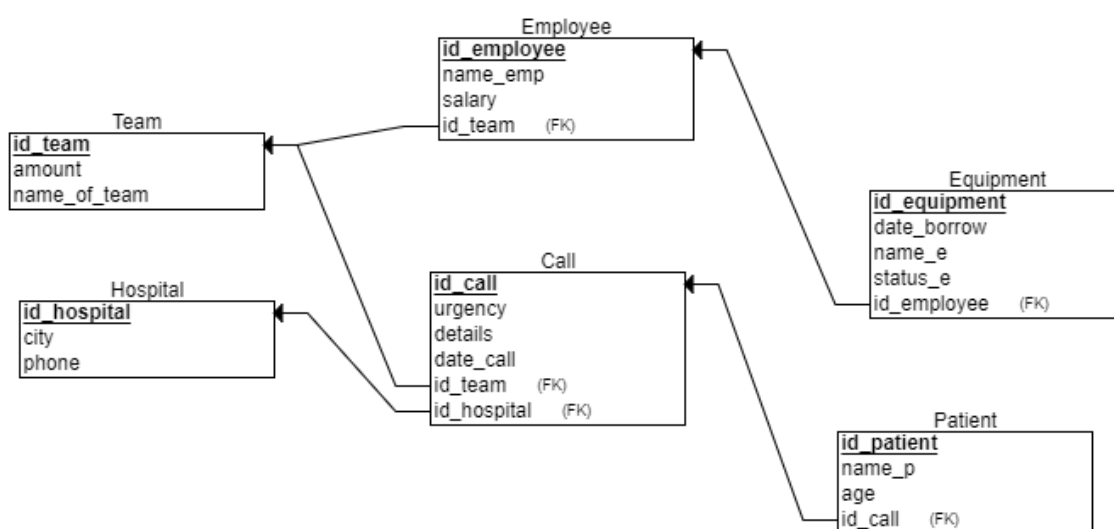 Employee
id_employee
name_emp
salary
id_team (FK)
Team
id_team
amount
name_of_team
Equipment
id_equipment
date_borrow
name_e
status_e
id_employee (FK)
Call
id_call
urgency
details
date_call
id_team (FK)
id_hospital (FK)
Hospital
id_hospital
city
phone
Patient
id_patient
name_p
age
id_call (FK)